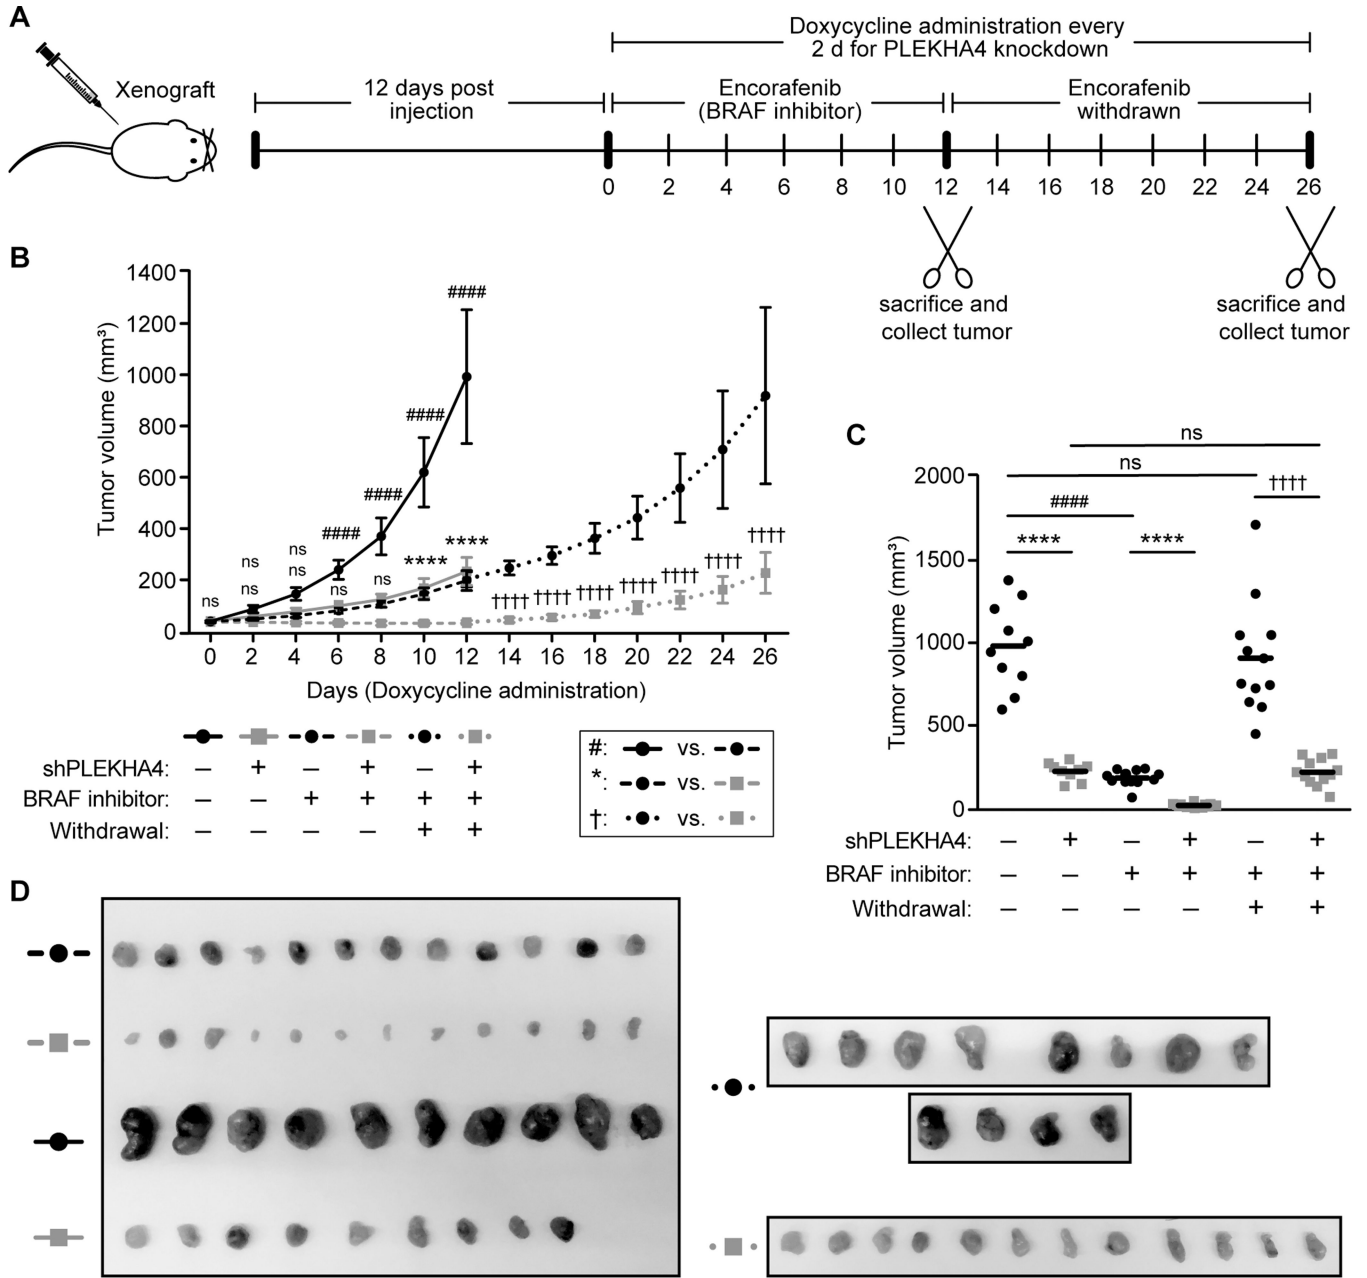 A
Doxycycline administration every
2 d for PLEKHA4 knockdown
Xenograft
12 days post
injection
Encorafenib
(BRAF inhibitor)
Encorafenib
withdrawn
0 2 4 6 8 10 12 14 16 18 20 22 24 26
sacrifice and
collect tumor
sacrifice and
collect tumor
B
Tumor volume (mm³)
1400
1200
1000
800
600
400
200
0
ns
ns
ns
ns
ns
####
ns
####
ns
####
****
####
****
††††
††††
††††
††††
††††
††††
††††
0 2 4 6 8 10 12 14 16 18 20 22 24 26
Days (Doxycycline administration)
shPLEKHA4: – + – + – +
BRAF inhibitor: – – + + + +
Withdrawal: – – – – + +
#: vs.
*: vs.
†: vs.
C
Tumor volume (mm³)
2000
1500
1000
500
0
ns
ns
††††
####
****
****
shPLEKHA4: – + – + – +
BRAF inhibitor: – – + + + +
Withdrawal: – – – – + +
D